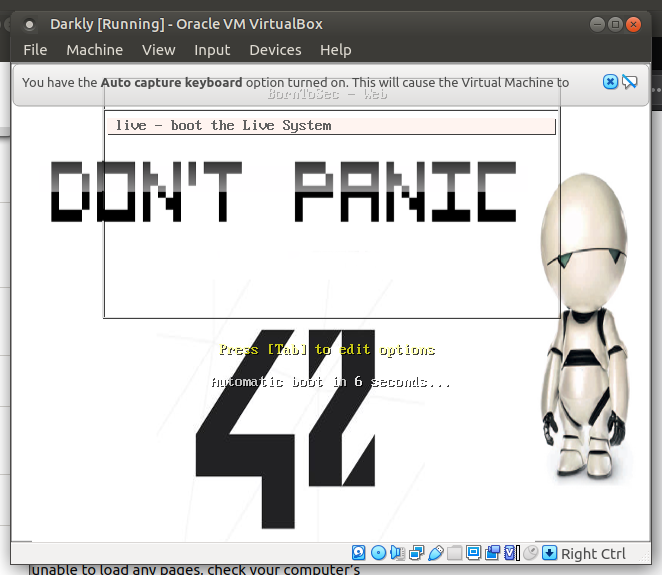 Darkly [Running] - Oracle VM VirtualBox
File Machine View Input Devices Help
You have the Auto capture keyboard option turned on. This will cause the Virtual Machine to
BornToSec - Web
live - boot the Live System
DON'T PANIC
Press [Tab] to edit options
Automatic boot in 6 seconds...
42
Right Ctrl
unable to load any pages, check your computer's